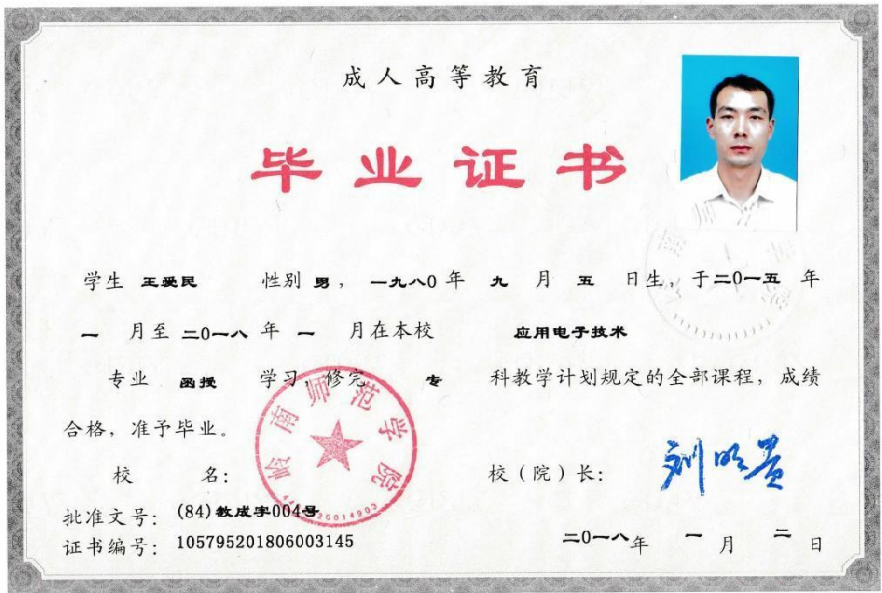 成人高等教育
毕业证书
学生 王爱民 性别 男，一九八0年 九 月 五 日生，于二0一五 年
一 月至 二0一八 年 一 月在本校 应用电子技术
专业 函授 学习，修完 专 科教学计划规定的全部课程，成绩
合格，准予毕业。
岭南师范学院
校 名： 校（院）长： 刘明贵
批准文号：(84)教成字004号
证书编号：105795201806003145
二0一八年 一 月 二 日